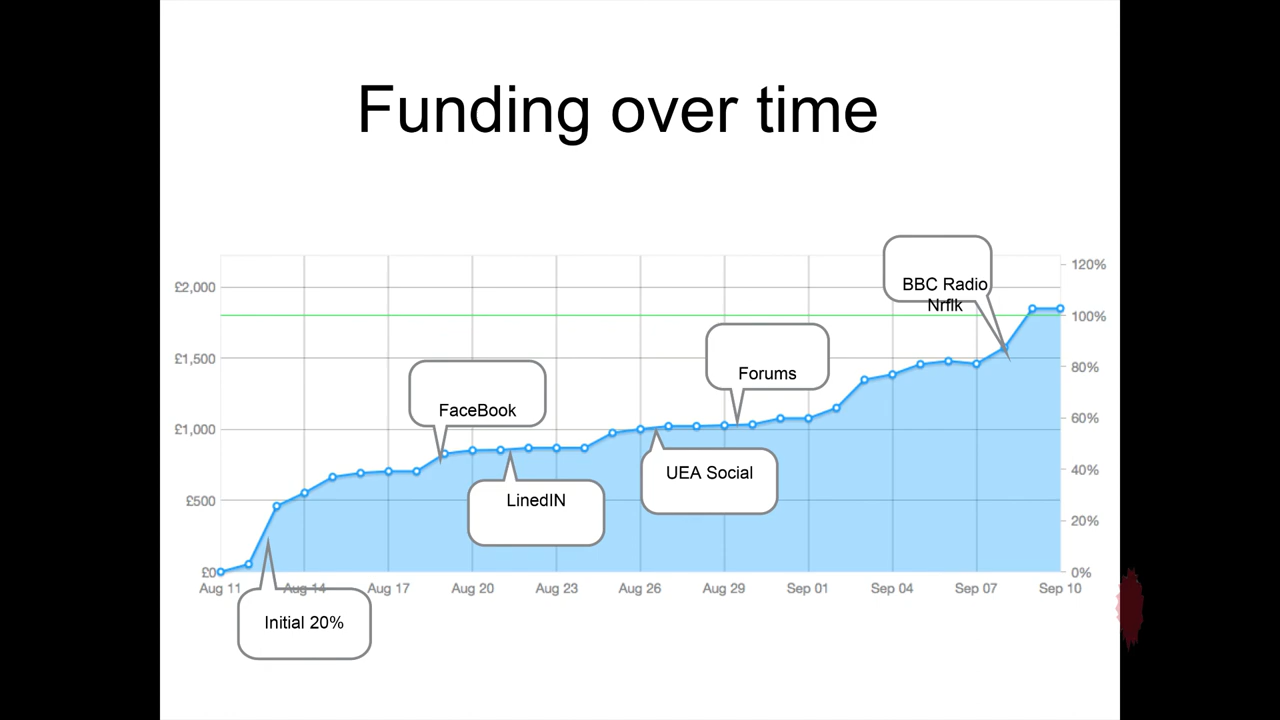 Funding over time
BBC Radio
Nrflk
£2,000
120%
100%
£1,500
80%
Forums
FaceBook
£1,000
60%
UEA Social
40%
LinedIN
£500
20%
£0
0%
Aug 11 Aug 14 Aug 17 Aug 20 Aug 23 Aug 26 Aug 29 Sep 01 Sep 04 Sep 07 Sep 10
Initial 20%